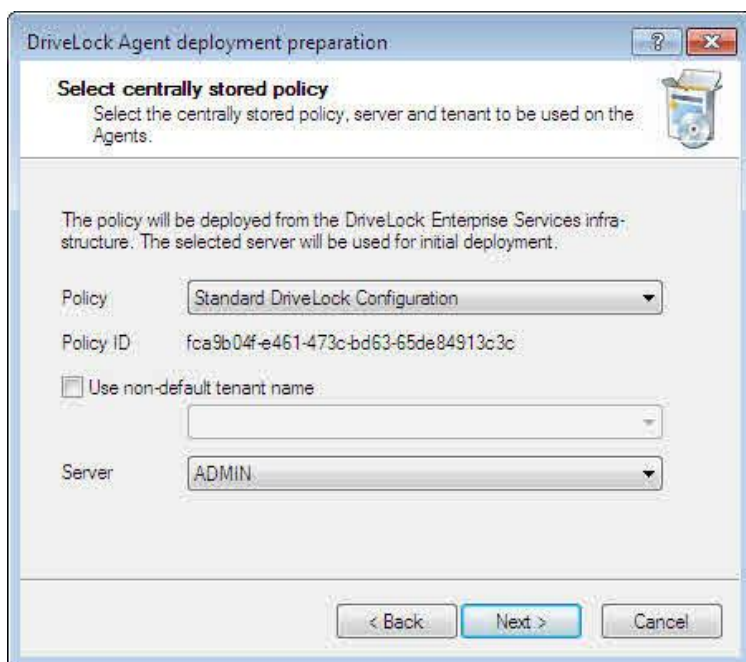 DriveLock Agent deployment preparation
Select centrally stored policy
Select the centrally stored policy, server and tenant to be used on the
Agents.
The policy will be deployed from the DriveLock Enterprise Services infra-
structure. The selected server will be used for initial deployment.
Policy Standard DriveLock Configuration
Policy ID fca9b04f-e461-473c-bd63-65de84913c3c
Use non-default tenant name
Server ADMIN
< Back Next > Cancel